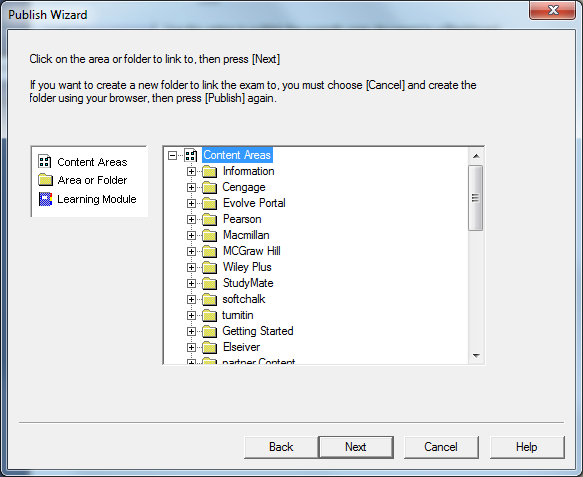 Publish Wizard
Click on the area or folder to link to, then press [Next]
If you want to create a new folder to link the exam to, you must choose [Cancel] and create the
folder using your browser, then press [Publish] again.
Content Areas
Area or Folder
Learning Module
Content Areas
Information
Cengage
Evolve Portal
Pearson
Macmillan
MCGraw Hill
Wiley Plus
StudyMate
softchalk
turnitin
Getting Started
Elseiver
partner Content
Back
Next
Cancel
Help